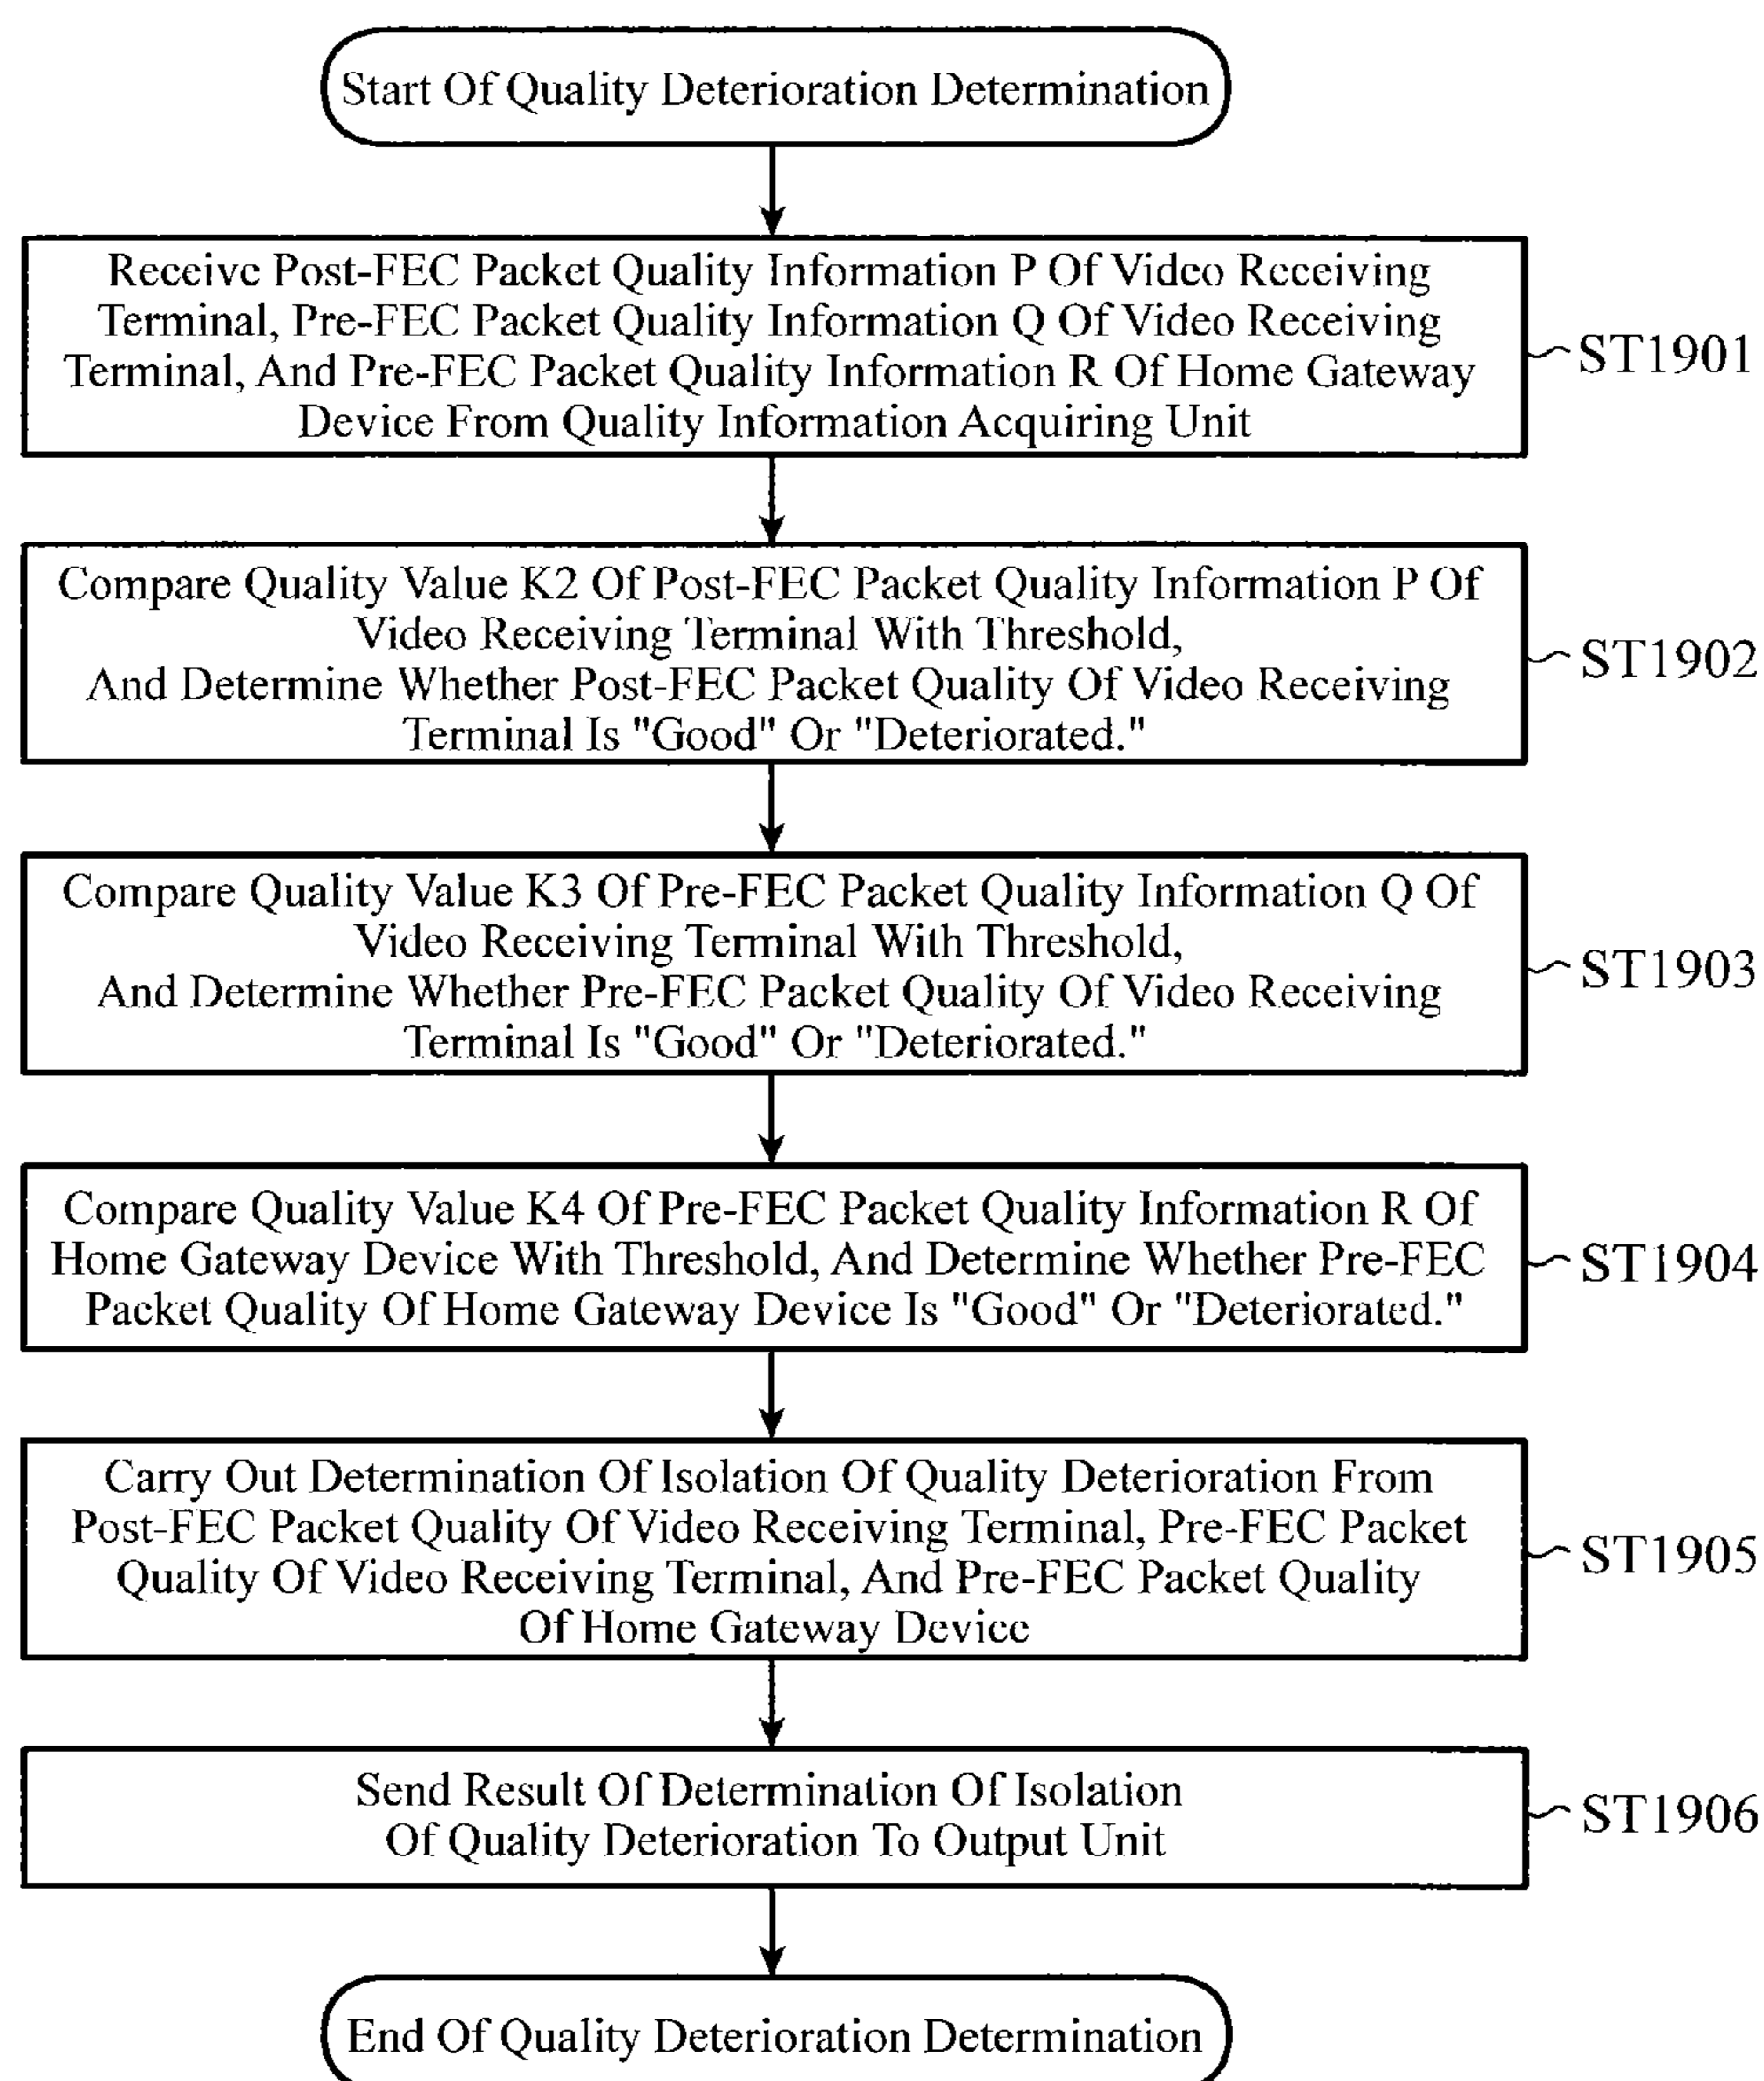 Start Of Quality Deterioration Determination
Receive Post-FEC Packet Quality Information P Of Video Receiving
Terminal, Pre-FEC Packet Quality Information Q Of Video Receiving
Terminal, And Pre-FEC Packet Quality Information R Of Home Gateway
Device From Quality Information Acquiring Unit
ST1901
Compare Quality Value K2 Of Post-FEC Packet Quality Information P Of
Video Receiving Terminal With Threshold,
And Determine Whether Post-FEC Packet Quality Of Video Receiving
Terminal Is "Good" Or "Deteriorated."
ST1902
Compare Quality Value K3 Of Pre-FEC Packet Quality Information Q Of
Video Receiving Terminal With Threshold,
And Determine Whether Pre-FEC Packet Quality Of Video Receiving
Terminal Is "Good" Or "Deteriorated."
ST1903
Compare Quality Value K4 Of Pre-FEC Packet Quality Information R Of
Home Gateway Device With Threshold, And Determine Whether Pre-FEC
Packet Quality Of Home Gateway Device Is "Good" Or "Deteriorated."
ST1904
Carry Out Determination Of Isolation Of Quality Deterioration From
Post-FEC Packet Quality Of Video Receiving Terminal, Pre-FEC Packet
Quality Of Video Receiving Terminal, And Pre-FEC Packet Quality
Of Home Gateway Device
ST1905
Send Result Of Determination Of Isolation
Of Quality Deterioration To Output Unit
ST1906
End Of Quality Deterioration Determination